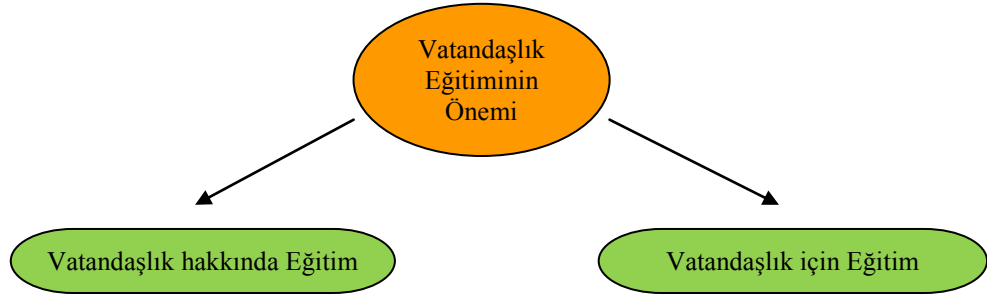 Vatandaşlık
Eğitiminin
Önemi
Vatandaşlık hakkında Eğitim
Vatandaşlık için Eğitim